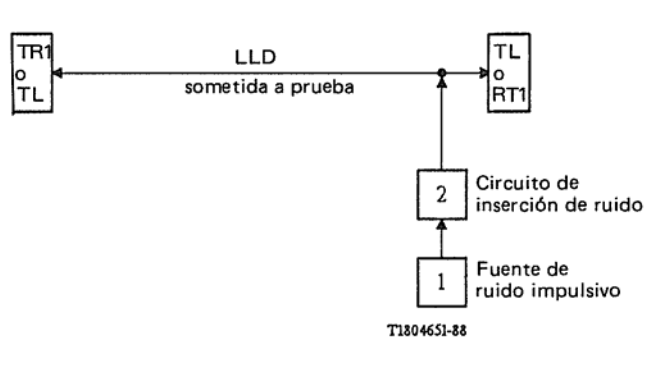 TR1
o
TL
LLD
sometida a prueba
TL
o
RT1
2
Circuito de
inserción de ruido
1
Fuente de
ruido impulsivo
T1804651-88